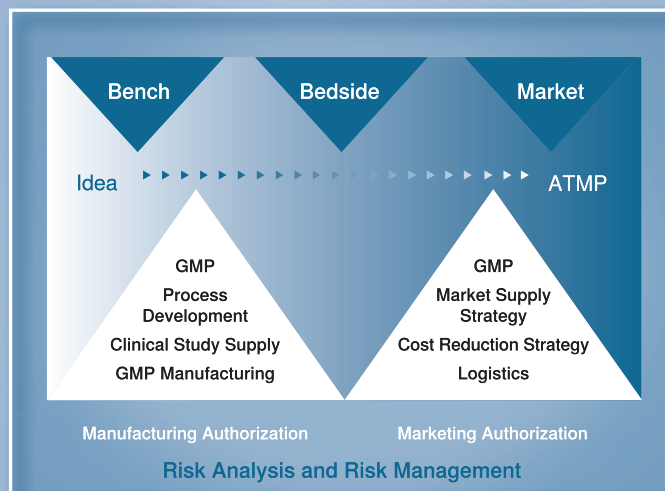 Bench
Bedside
Market
Idea
ATMP
GMP
Process
Development
Clinical Study Supply
GMP Manufacturing
GMP
Market Supply
Strategy
Cost Reduction Strategy
Logistics
Manufacturing Authorization
Marketing Authorization
Risk Analysis and Risk Management